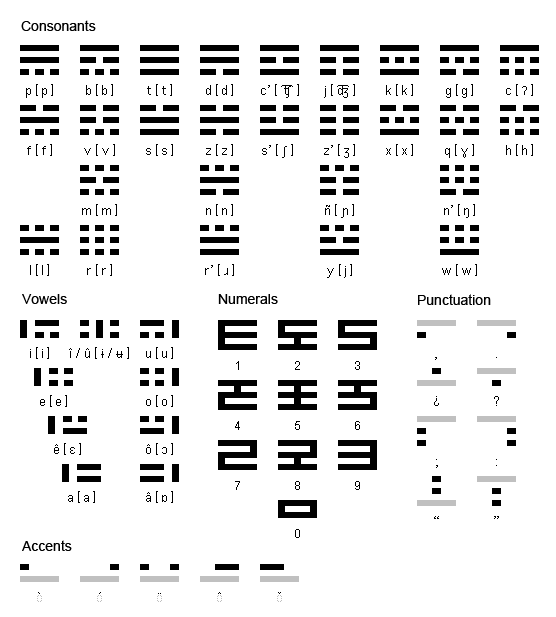 Consonants
p [p] b [b] t [t] d [d] c' [t͡ʃ] j [d͡ʒ] k [k] g [g] c [ʔ]
f [f] v [v] s [s] z [z] s' [ʃ] z' [ʒ] x [x] q [ɣ] h [h]
m [m] n [n] ñ [ɲ] n' [ŋ]
l [l] r [r] r' [ɹ] y [j] w [w]
Vowels Numerals Punctuation
i [i] î / û [ɨ / ʉ] u [u]
1 2 3 , .
e [e] o [o]
¿ ?
4 5 6
ê [ɛ] ô [ɔ]
; :
7 8 9
a [a] â [ɒ]
“ ”
0
Accents